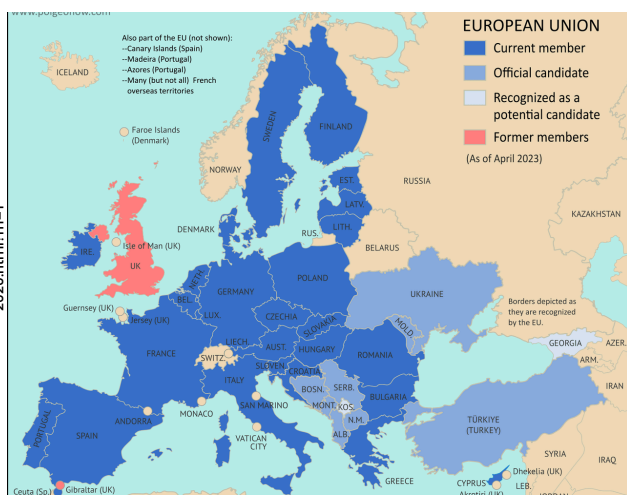 www.polgeonow.com
Also part of the EU (not shown):
--Canary Islands (Spain)
--Madeira (Portugal)
--Azores (Portugal)
--Many (but not all) French
overseas territories
EUROPEAN UNION
Current member
Official candidate
Recognized as a
potential candidate
Former members
(As of April 2023)
ICELAND
Faroe Islands
(Denmark)
SWEDEN
FINLAND
NORWAY
RUSSIA
EST.
LATV.
LITH.
RUS.
KAZAKHSTAN
DENMARK
BELARUS
Isle of Man (UK)
IRE.
UK
NETH.
POLAND
GERMANY
BEL.
UKRAINE
Guernsey (UK)
Jersey (UK)
LUX.
CZECHIA
SLOVAKIA
MOLD.
Borders depicted as
they are recognized
by the EU.
FRANCE
LIECH.
SWITZ.
AUST.
HUNGARY
ROMANIA
GEORGIA
AZER.
ARM.
SLOVEN.
CROATIA
ITALY
BOSN.
SERB.
IRAN
SAN MARINO
MONT.
KOS.
BULGARIA
MONACO
ANDORRA
N.M.
ALB.
PORTUGAL
SPAIN
VATICAN
CITY
TÜRKIYE
(TURKEY)
GREECE
SYRIA
IRAQ
Dhekelia (UK)
CYPRUS
LEB.
Ceuta (Sp.)
Gibraltar (UK)
Akrotiri (UK)